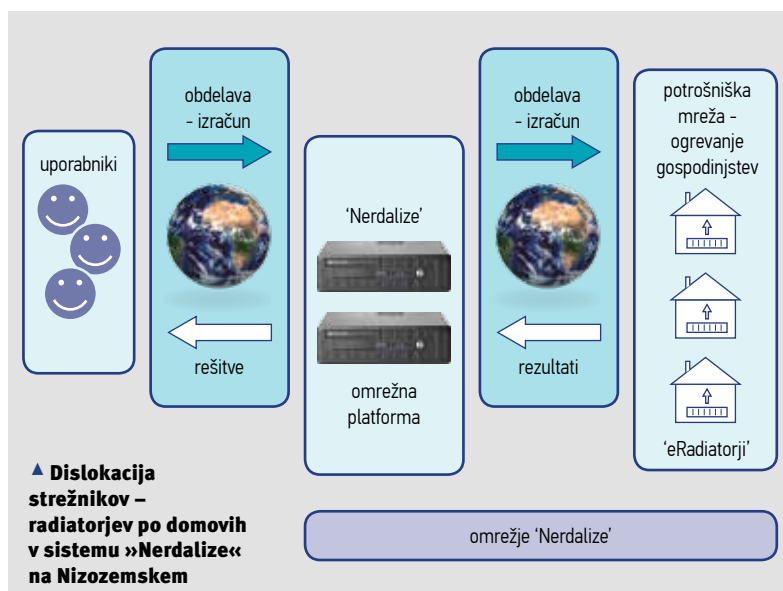 uporabniki
obdelava
- izračun
rešitve
'Nerdalize'
omrežna
platforma
obdelava
- izračun
rezultati
potrošniška
mreža -
ogrevanje
gospodinjstev
'eRadiatorji'
▲ Dislokacija
strežnikov –
radiatorjev po domovih
v sistemu »Nerdalize«
na Nizozemskem
omrežje 'Nerdalize'